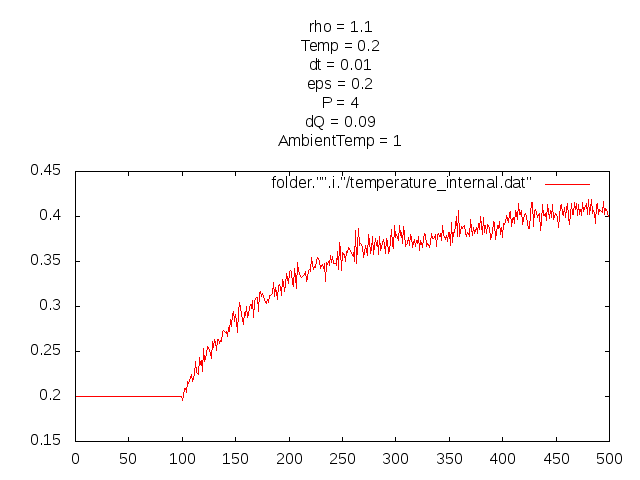 rho = 1.1
Temp = 0.2
dt = 0.01
eps = 0.2
P = 4
dQ = 0.09
AmbientTemp = 1
folder."".i."/temperature_internal.dat"
0.45
0.4
0.35
0.3
0.25
0.2
0.15
0 50 100 150 200 250 300 350 400 450 500